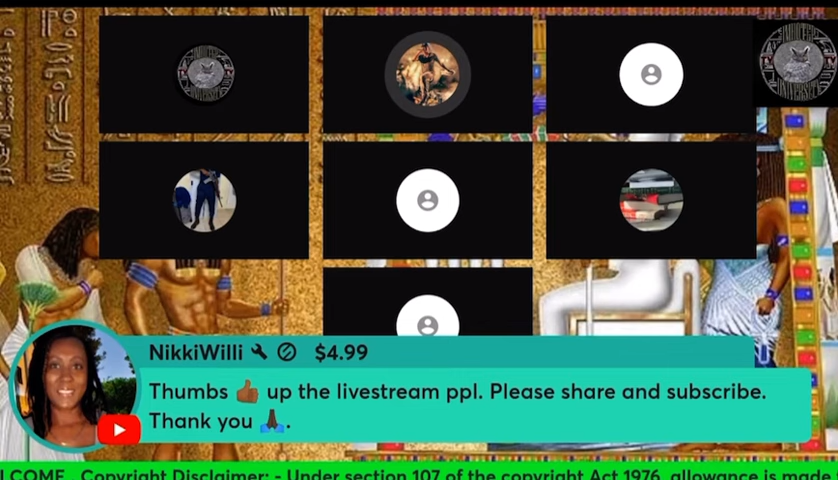 NikkiWilli $4.99
Thumbs 👍🏾 up the livestream ppl. Please share and subscribe.
Thank you 🙏🏾.
LCOME . Copyright Disclaimer: - Under section 107 of the copyright Act 1976, allowance is made